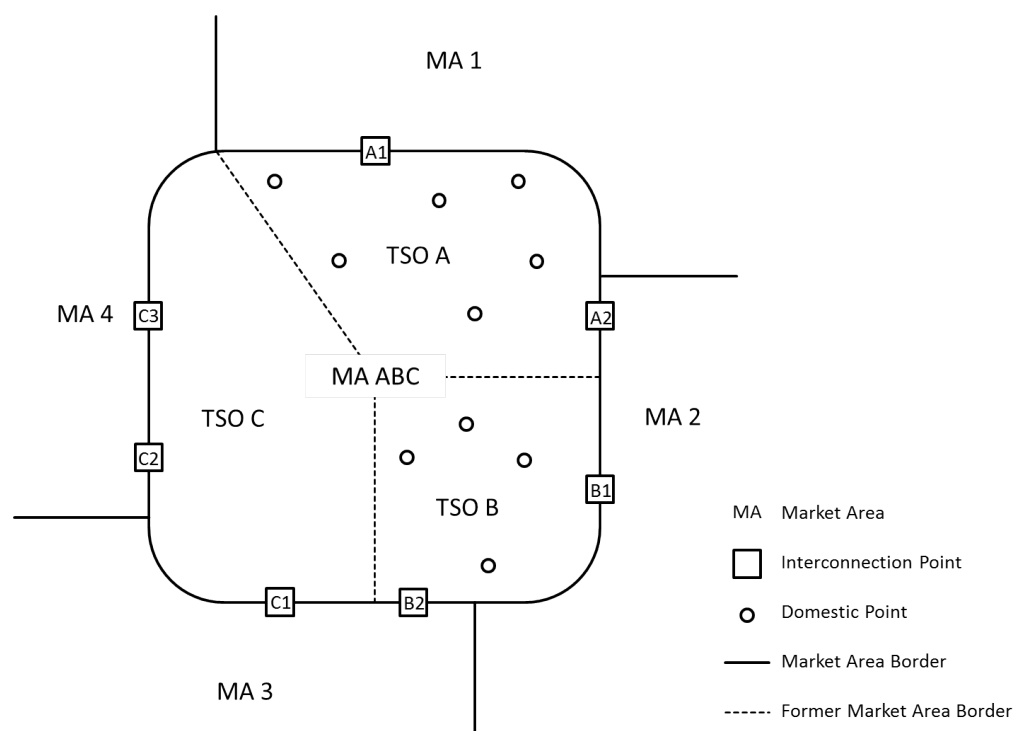 MA 1
A1
TSO A
MA 4
C3
A2
MA ABC
TSO C
MA 2
C2
B1
TSO B
C1
B2
MA 3
MA Market Area
Interconnection Point
Domestic Point
Market Area Border
Former Market Area Border